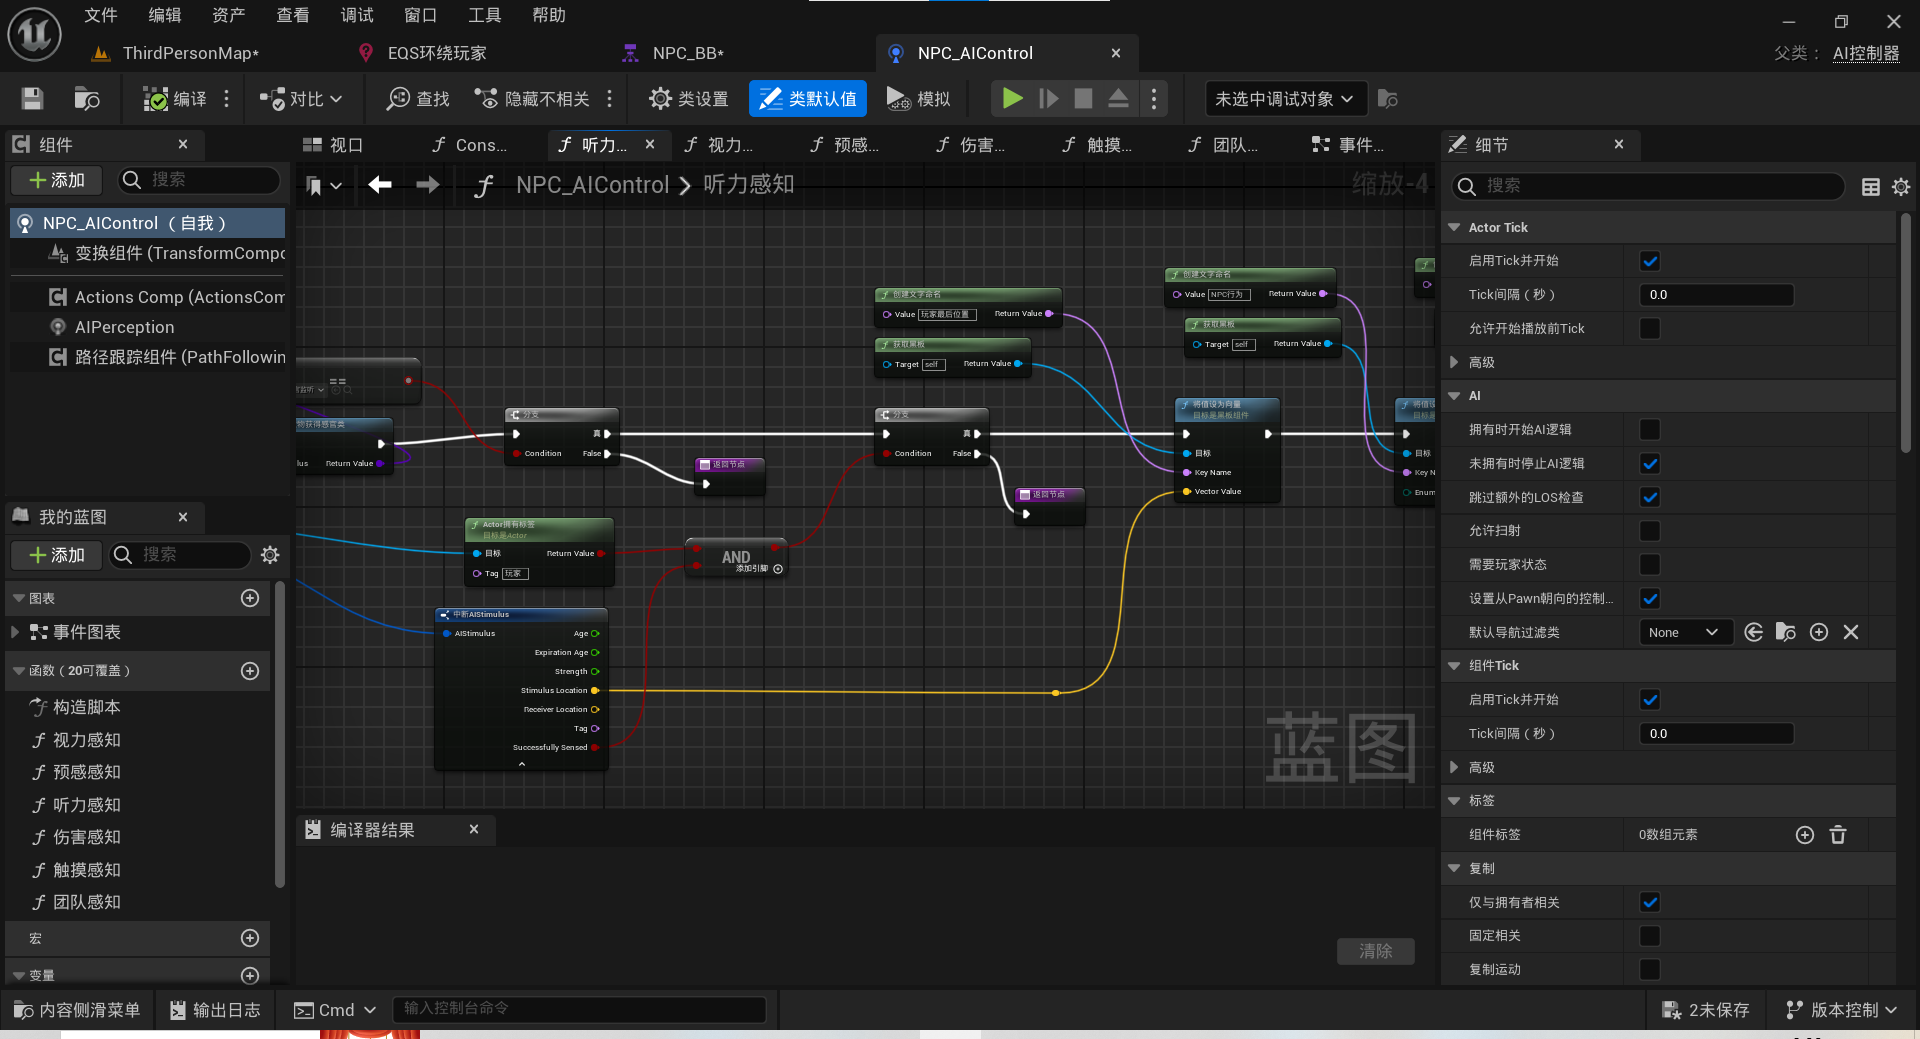 文件 编辑 资产 查看 调试 窗口 工具 帮助
ThirdPersonMap* EQS环绕玩家 NPC_BB* NPC_AIControl 父类： AI控制器
编译 对比 查找 隐藏不相关 类设置 类默认值 模拟 未选中调试对象
组件
添加 搜索
NPC_AIControl （自我）
变换组件 (TransformCompo
Actions Comp (ActionsCom
AIPerception
路径跟踪组件 (PathFollowin
我的蓝图
添加 搜索
图表
事件图表
函数（20可覆盖）
构造脚本
视力感知
预感感知
听力感知
伤害感知
触摸感知
团队感知
宏
变量
视口 Cons... 听力... 视力... 预感... 伤害... 触摸... 团队... 事件...
NPC_AIControl 听力感知 缩放-4
创建文字命名
Value NPC行为 Return Value
获取黑板
Target self Return Value
创建文字命名
Value 玩家最后位置 Return Value
获取黑板
Target self Return Value
==
Return Value
分支
真
Condition False
返回节点
分支
真
Condition False
返回节点
将值设为向量
目标是黑板组件
目标
Key Name
Vector Value
将值设
目标是
目标
Key N
Enum
Actor拥有标签
目标是Actor
目标 Return Value
Tag 玩家
AND
添加引脚
中断AIStimulus
AIStimulus Age
Expiration Age
Strength
Stimulus Location
Receiver Location
Tag
Successfully Sensed
蓝图
编译器结果
清除
细节
搜索
Actor Tick
启用Tick并开始
Tick间隔（秒） 0.0
允许开始播放前Tick
高级
AI
拥有时开始AI逻辑
未拥有时停止AI逻辑
跳过额外的LOS检查
允许扫射
需要玩家状态
设置从Pawn朝向的控制...
默认导航过滤类 None
组件Tick
启用Tick并开始
Tick间隔（秒） 0.0
高级
标签
组件标签 0数组元素
复制
仅与拥有者相关
固定相关
复制运动
内容侧滑菜单 输出日志 Cmd 输入控制台命令 2未保存 版本控制